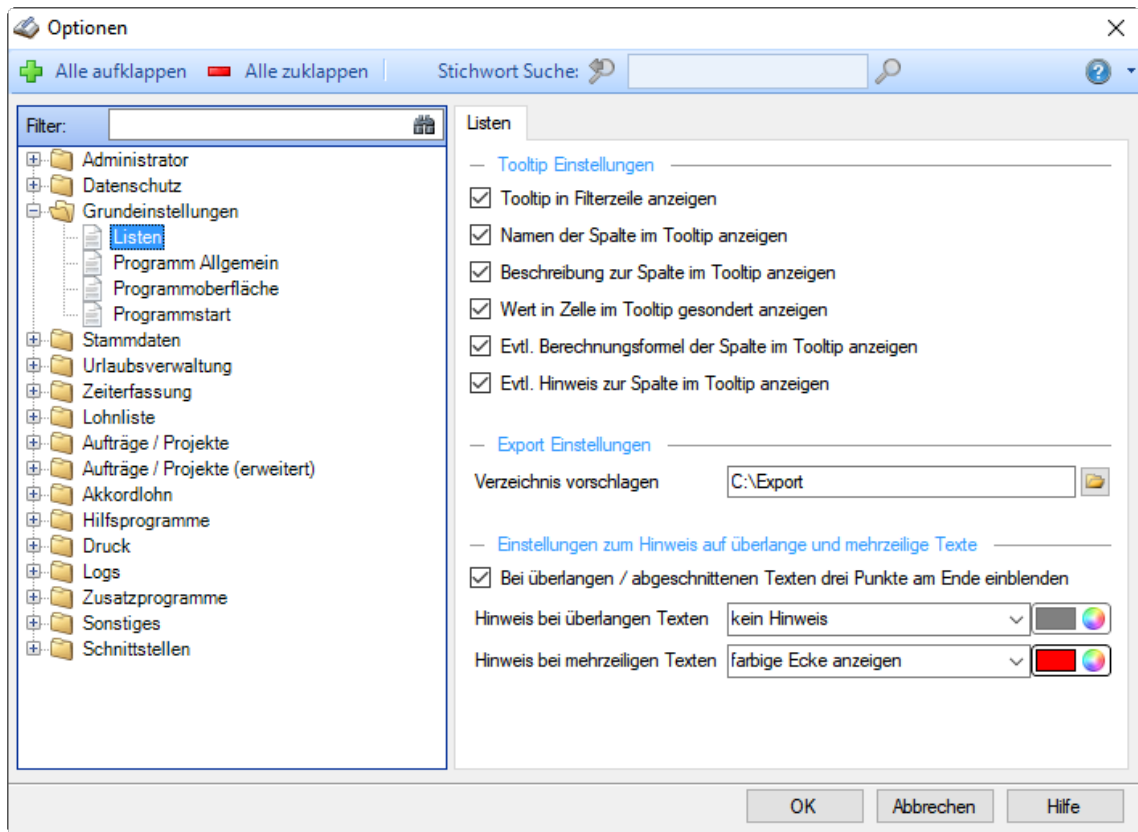 Optionen
Alle aufklappen Alle zuklappen Stichwort Suche:
Filter:
Administrator
Datenschutz
Grundeinstellungen
Listen
Programm Allgemein
Programmoberfläche
Programmstart
Stammdaten
Urlaubsverwaltung
Zeiterfassung
Lohnliste
Aufträge / Projekte
Aufträge / Projekte (erweitert)
Akkordlohn
Hilfsprogramme
Druck
Logs
Zusatzprogramme
Sonstiges
Schnittstellen
Listen
Tooltip Einstellungen
Tooltip in Filterzeile anzeigen
Namen der Spalte im Tooltip anzeigen
Beschreibung zur Spalte im Tooltip anzeigen
Wert in Zelle im Tooltip gesondert anzeigen
Evtl. Berechnungsformel der Spalte im Tooltip anzeigen
Evtl. Hinweis zur Spalte im Tooltip anzeigen
Export Einstellungen
Verzeichnis vorschlagen C:\Export
Einstellungen zum Hinweis auf überlange und mehrzeilige Texte
Bei überlangen / abgeschnittenen Texten drei Punkte am Ende einblenden
Hinweis bei überlangen Texten kein Hinweis
Hinweis bei mehrzeiligen Texten farbige Ecke anzeigen
OK Abbrechen Hilfe